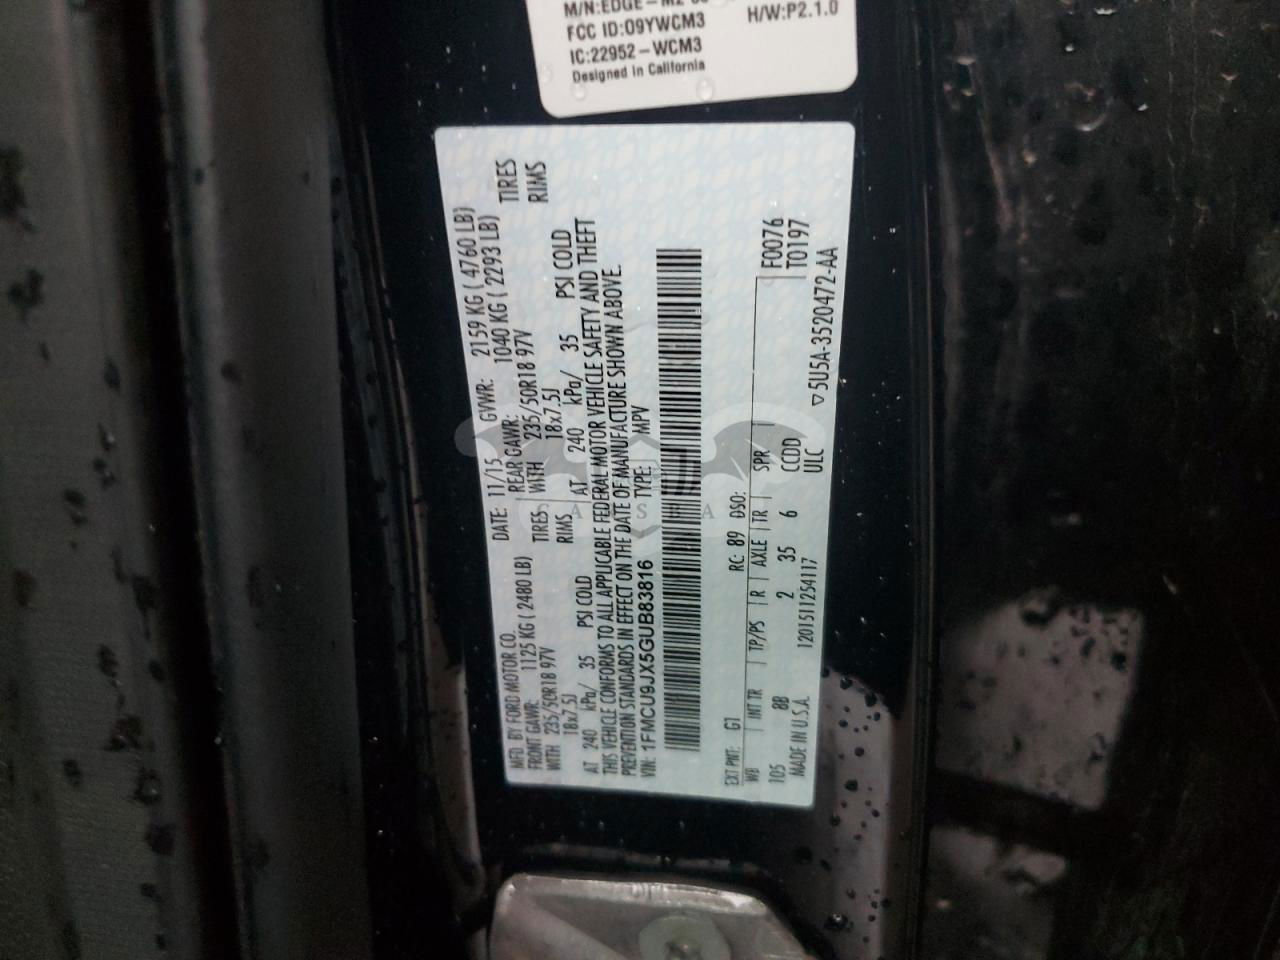 M/N:EDGE-M2
FCC ID:O9YWCM3
IC:22952-WCM3
Designed in California
H/W:P2.1.0
MFD BY FORD MOTOR CO.
DATE: 11/15 GVWR: 2159 KG ( 4760 LB)
FRONT GAWR: 1125 KG ( 2480 LB) REAR GAWR: 1040 KG ( 2293 LB)
WITH 235/50R18 97V TIRES WITH 235/50R18 97V TIRES
18x7.5J RIMS 18x7.5J RIMS
AT 240 kPa/ 35 PSI COLD AT 240 kPa/ 35 PSI COLD
THIS VEHICLE CONFORMS TO ALL APPLICABLE FEDERAL MOTOR VEHICLE SAFETY AND THEFT
PREVENTION STANDARDS IN EFFECT ON THE DATE OF MANUFACTURE SHOWN ABOVE.
VIN: 1FMCU9JX5GUB83816 TYPE: MPV
EXT PNT: G1 RC: 89 DSO:
WB INT TR TP/PS R AXLE TR SPR
105 8B 2 35 6 CCDD
F0076
T0197
MADE IN U.S.A. 1201511254117 ULC
▽5U5A-3520472-AA